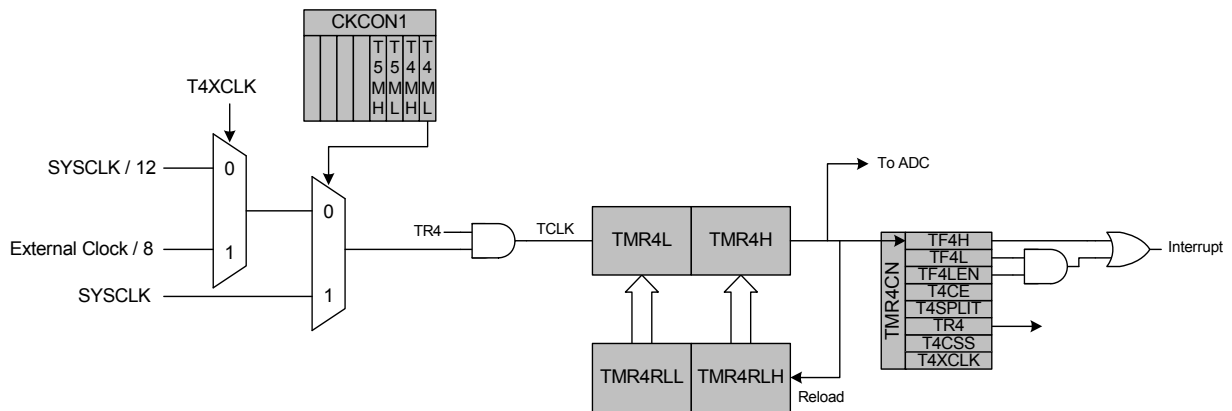 CKCON1
T5MH
T5ML
T4MH
T4ML
T4XCLK
SYSCLK / 12
0
1
External Clock / 8
SYSCLK
0
1
TR4
TCLK
TMR4L
TMR4H
To ADC
TMR4RLL
TMR4RLH
Reload
TMR4CN
TF4H
TF4L
TF4LEN
T4CE
T4SPLIT
TR4
T4CSS
T4XCLK
Interrupt